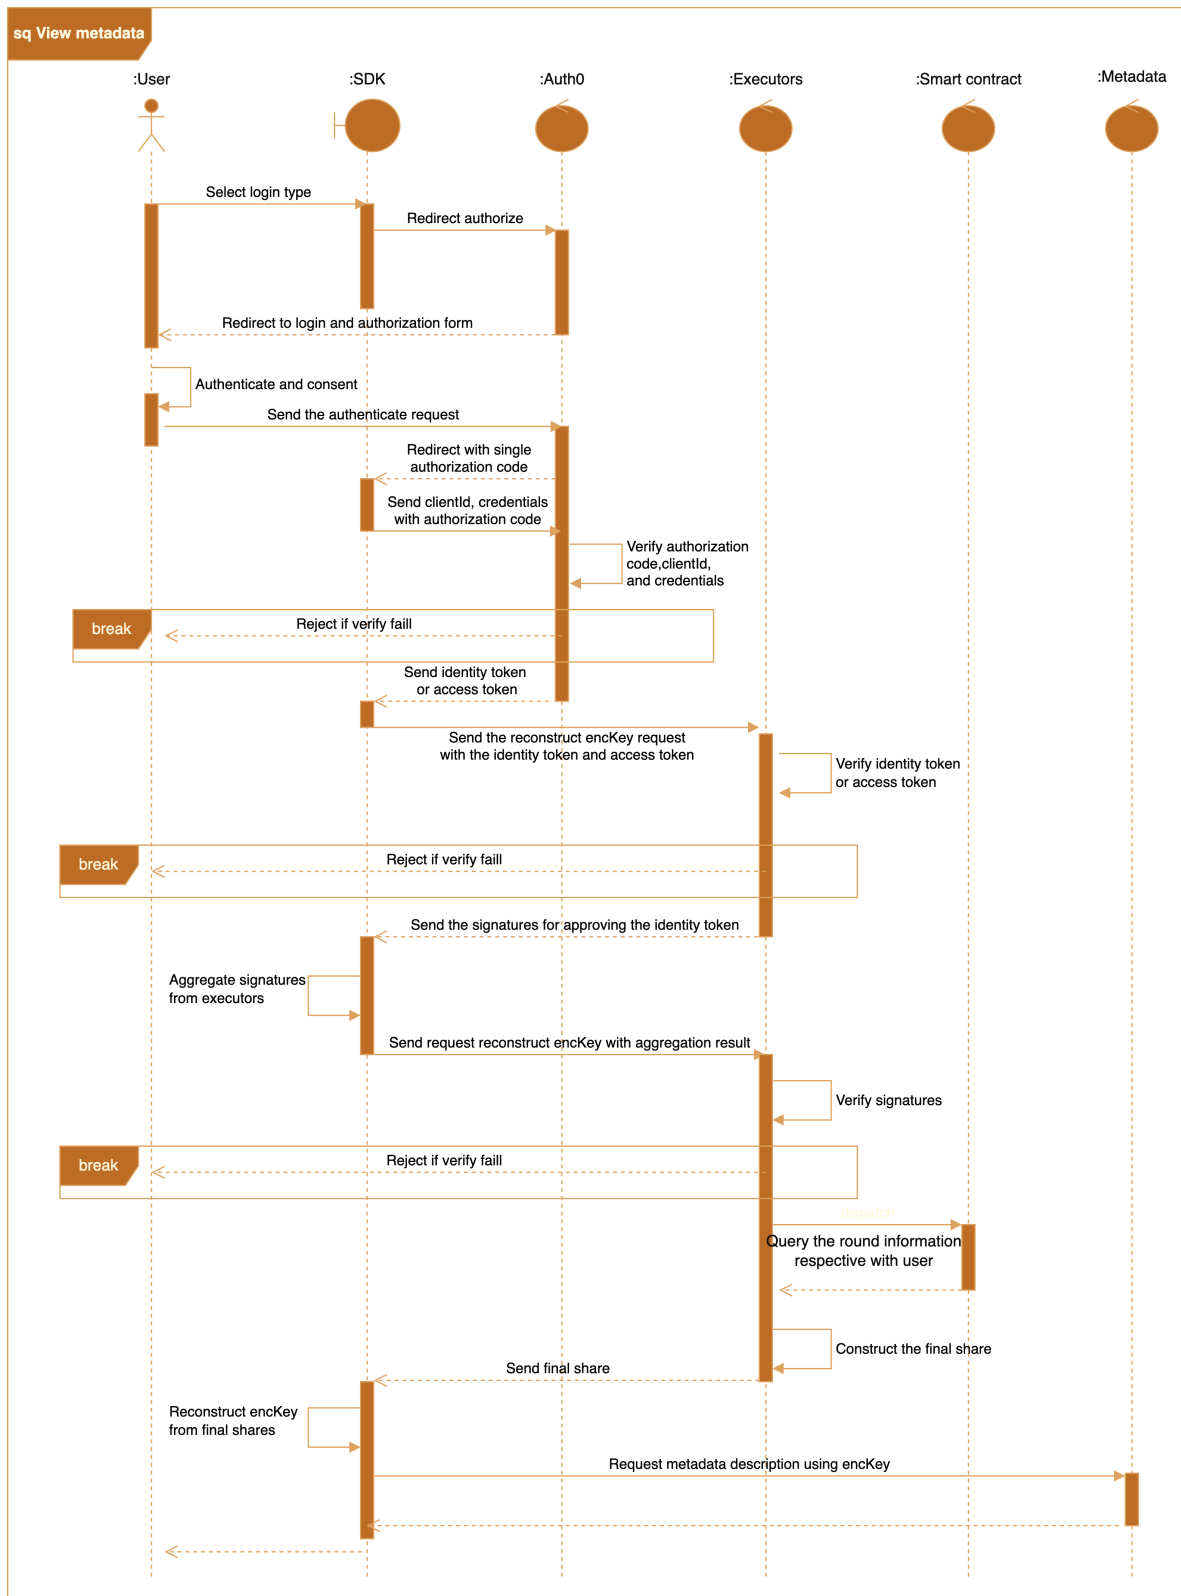 sq View metadata
:User
:SDK
:Auth0
:Executors
:Smart contract
:Metadata
Select login type
Redirect authorize
Redirect to login and authorization form
Authenticate and consent
Send the authenticate request
Redirect with single
authorization code
Send clientId, credentials
with authorization code
Verify authorization
code,clientId,
and credentials
break
Reject if verify faill
Send identity token
or access token
Send the reconstruct encKey request
with the identity token and access token
Verify identity token
or access token
break
Reject if verify faill
Send the signatures for approving the identity token
Aggregate signatures
from executors
Send request reconstruct encKey with aggregation result
Verify signatures
break
Reject if verify faill
dispatch
Query the round information
respective with user
Construct the final share
Send final share
Reconstruct encKey
from final shares
Request metadata description using encKey